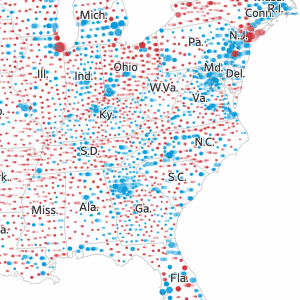 Mich.
Conn.
R.I.
Pa.
N.J.
Ill.
Ind.
Ohio
Md.
Del.
W.Va.
Va.
Ky.
S.D.
N.C.
k.
S.C.
Miss.
Ala.
Ga.
a.
Fla.